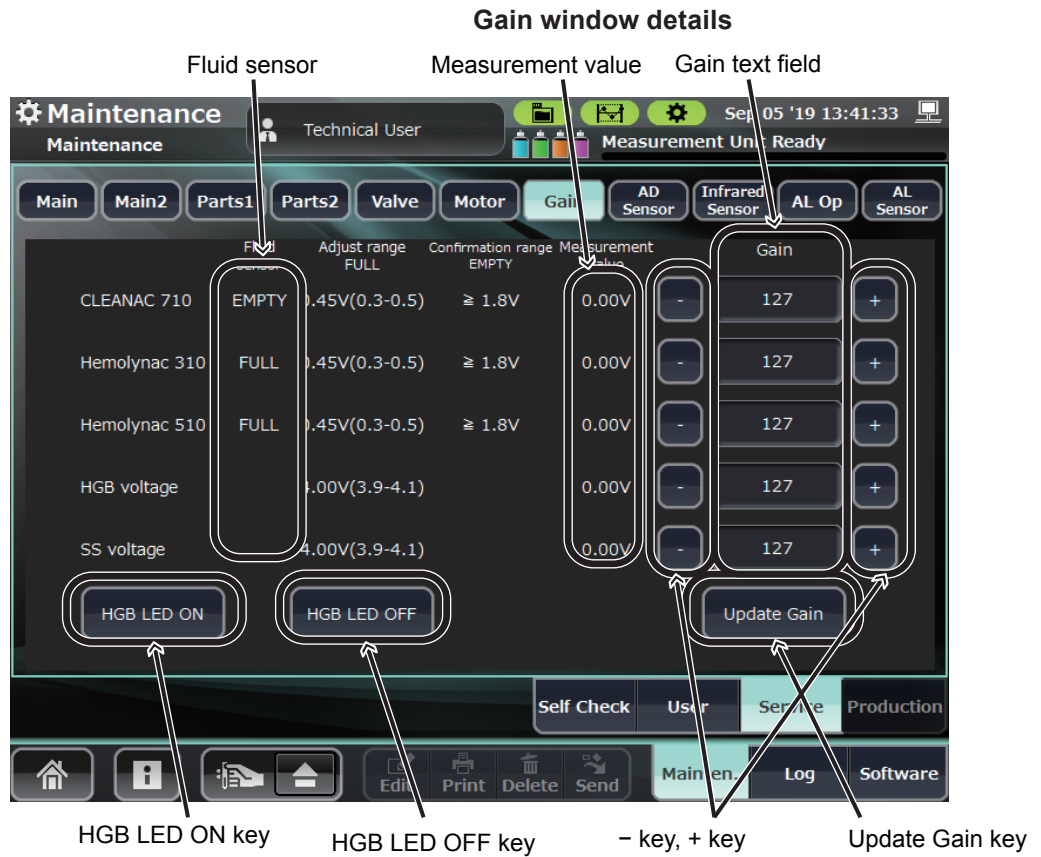 Gain window details
Fluid sensor Measurement value Gain text field
Maintenance Technical User Sep 05 '19 13:41:33
Maintenance Measurement Unit Ready
Main Main2 Parts1 Parts2 Valve Motor Gain AD Sensor Infrared Sensor AL Op AL Sensor
Fluid Adjust range Confirmation range Measurement Gain
sensor FULL EMPTY value
CLEANAC 710 EMPTY 0.45V(0.3-0.5) ≧ 1.8V 0.00V - 127 +
Hemolynac 310 FULL 0.45V(0.3-0.5) ≧ 1.8V 0.00V - 127 +
Hemolynac 510 FULL 0.45V(0.3-0.5) ≧ 1.8V 0.00V - 127 +
HGB voltage 4.00V(3.9-4.1) 0.00V - 127 +
SS voltage 4.00V(3.9-4.1) 0.00V - 127 +
HGB LED ON HGB LED OFF Update Gain
Self Check User Service Production
Edit Print Delete Send Mainten. Log Software
HGB LED ON key HGB LED OFF key − key, + key Update Gain key